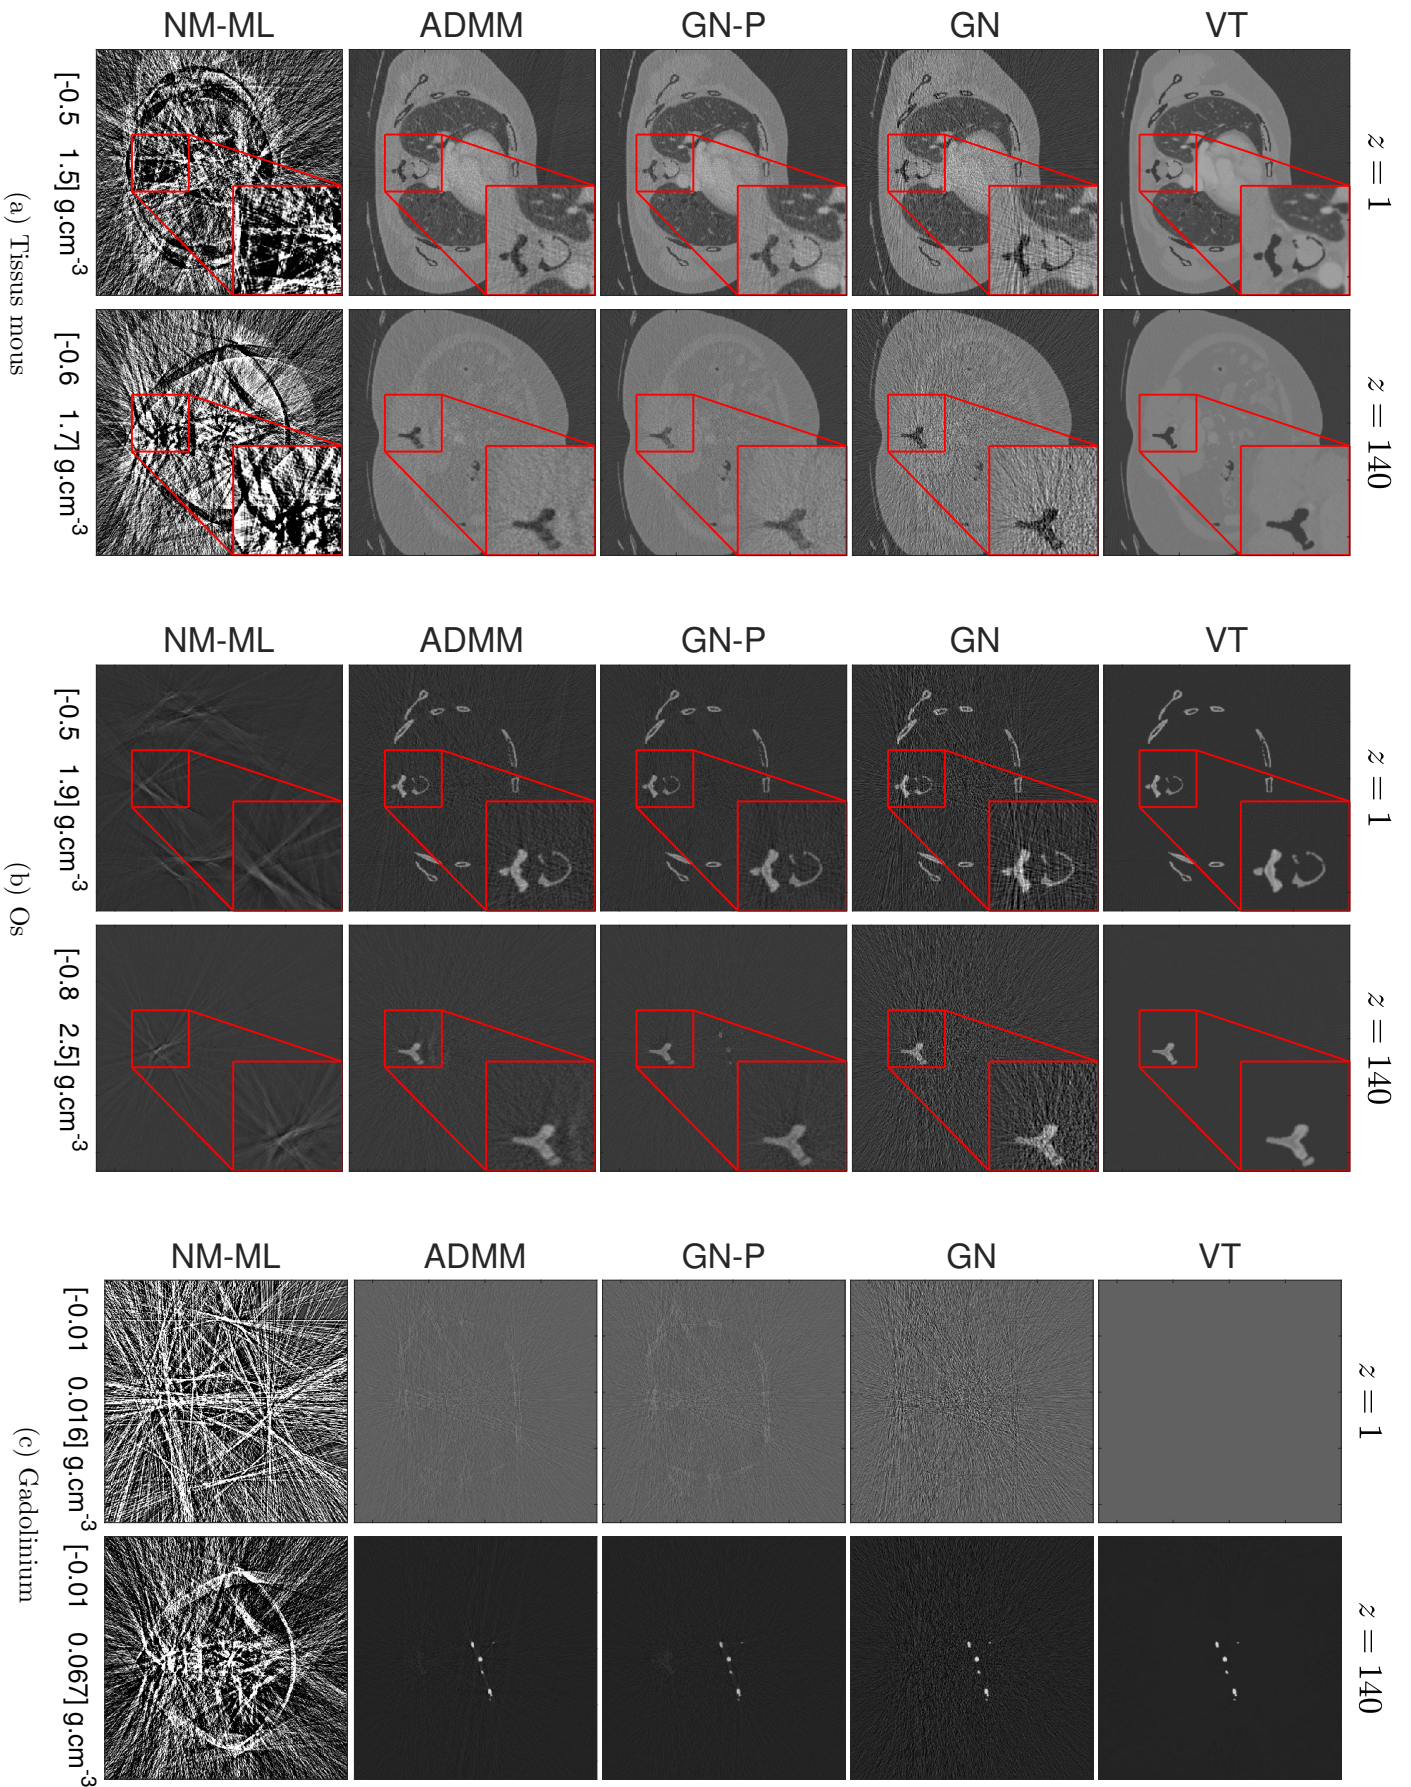 NM-ML ADMM GN-P GN VT
z = 1
[-0.5 1.5] g.cm⁻³
z = 140
[-0.6 1.7] g.cm⁻³
(a) Tissus mous
NM-ML ADMM GN-P GN VT
z = 1
[-0.5 1.9] g.cm⁻³
z = 140
[-0.8 2.5] g.cm⁻³
(b) Os
NM-ML ADMM GN-P GN VT
z = 1
[-0.01 0.016] g.cm⁻³
z = 140
[-0.01 0.067] g.cm⁻³
(c) Gadolinium